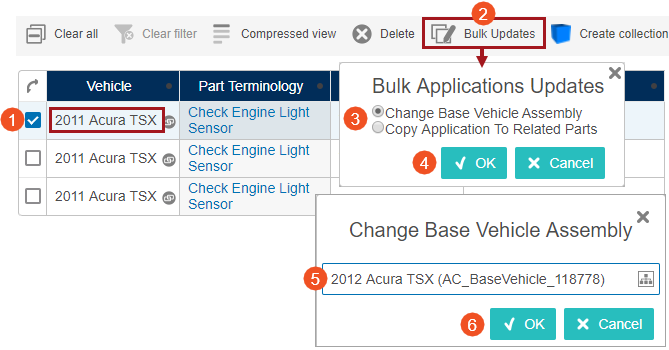 2
Clear all
Clear filter
Compressed view
Delete
Bulk Updates
Create collection
Vehicle
Part Terminology
Bulk Applications Updates
1
2011 Acura TSX
Check Engine Light
Sensor
3
Change Base Vehicle Assembly
Copy Application To Related Parts
2011 Acura TSX
Check Engine Light
Sensor
4
OK
Cancel
2011 Acura TSX
Check Engine Light
Sensor
Change Base Vehicle Assembly
5
2012 Acura TSX (AC_BaseVehicle_118778)
6
OK
Cancel